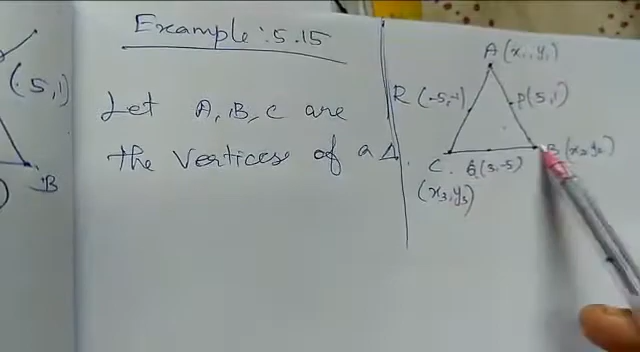 Example: 5.15
Let A, B, C are
the vertices of a Δ.
A (x₁, y₁)
R (-5,-1)
P(5,1)
C.
Q(3,-5)
B (x₂, y₂)
(x₃, y₃)
(5,1)
B